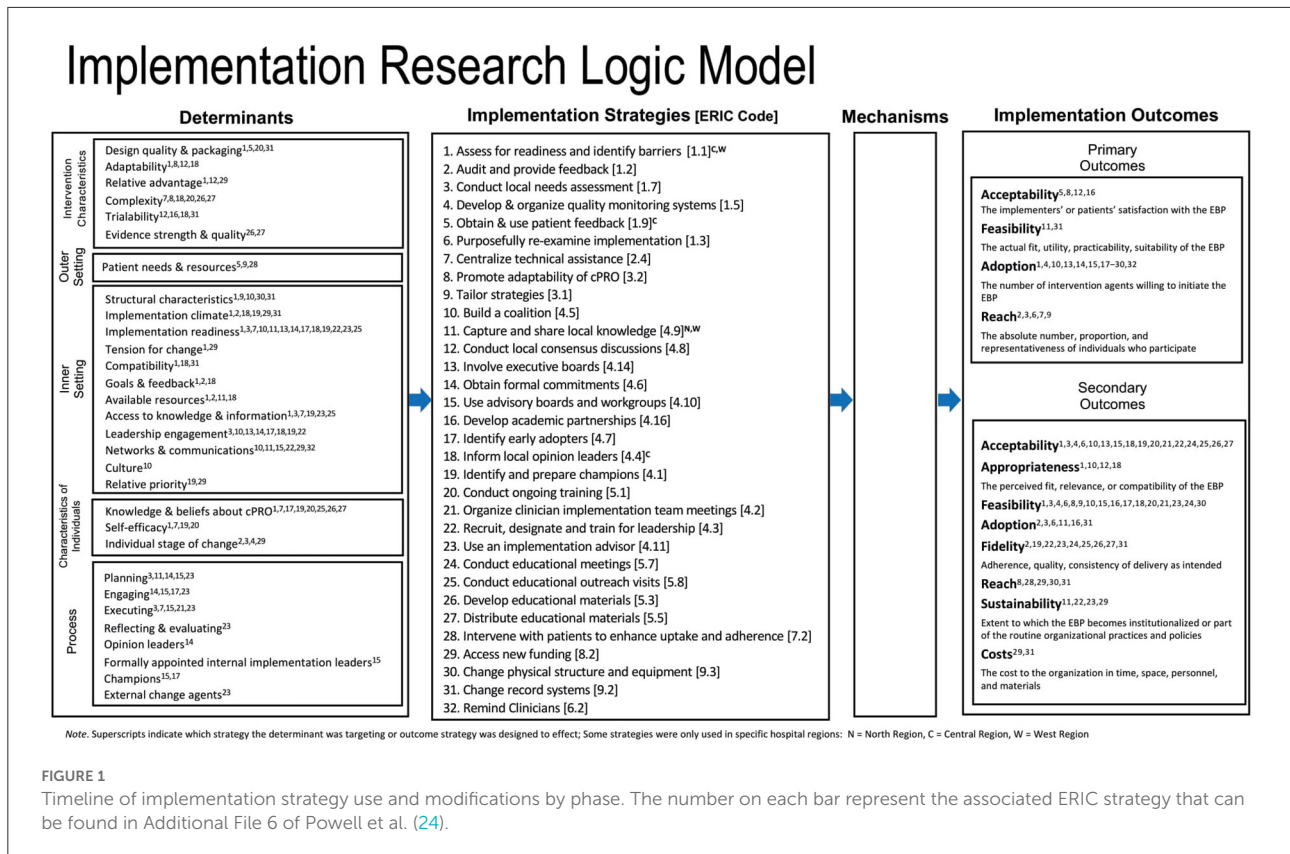 Implementation Research Logic Model
Determinants
Intervention
Characteristics
Design quality & packaging1,5,20,31
Adaptability1,8,12,18
Relative advantage1,12,29
Complexity7,8,18,20,26,27
Trialability12,16,18,31
Evidence strength & quality26,27
Outer
Setting
Patient needs & resources5,9,28
Inner
Setting
Structural characteristics1,9,10,30,31
Implementation climate1,2,18,19,29,31
Implementation readiness1,3,7,10,11,13,14,17,18,19,22,23,25
Tension for change1,29
Compatibility1,18,31
Goals & feedback1,2,18
Available resources1,2,11,18
Access to knowledge & information1,3,7,19,23,25
Leadership engagement3,10,13,14,17,18,19,22
Networks & communications10,11,15,22,29,32
Culture10
Relative priority19,29
Characteristics of
Individuals
Knowledge & beliefs about cPRO1,7,17,19,20,25,26,27
Self-efficacy1,7,19,20
Individual stage of change2,3,4,29
Process
Planning3,11,14,15,23
Engaging14,15,17,23
Executing3,7,15,21,23
Reflecting & evaluating23
Opinion leaders14
Formally appointed internal implementation leaders15
Champions15,17
External change agents23
Implementation Strategies [ERIC Code]
1. Assess for readiness and identify barriers [1.1]C,W
2. Audit and provide feedback [1.2]
3. Conduct local needs assessment [1.7]
4. Develop & organize quality monitoring systems [1.5]
5. Obtain & use patient feedback [1.9]C
6. Purposefully re-examine implementation [1.3]
7. Centralize technical assistance [2.4]
8. Promote adaptability of cPRO [3.2]
9. Tailor strategies [3.1]
10. Build a coalition [4.5]
11. Capture and share local knowledge [4.9]N,W
12. Conduct local consensus discussions [4.8]
13. Involve executive boards [4.14]
14. Obtain formal commitments [4.6]
15. Use advisory boards and workgroups [4.10]
16. Develop academic partnerships [4.16]
17. Identify early adopters [4.7]
18. Inform local opinion leaders [4.4]C
19. Identify and prepare champions [4.1]
20. Conduct ongoing training [5.1]
21. Organize clinician implementation team meetings [4.2]
22. Recruit, designate and train for leadership [4.3]
23. Use an implementation advisor [4.11]
24. Conduct educational meetings [5.7]
25. Conduct educational outreach visits [5.8]
26. Develop educational materials [5.3]
27. Distribute educational materials [5.5]
28. Intervene with patients to enhance uptake and adherence [7.2]
29. Access new funding [8.2]
30. Change physical structure and equipment [9.3]
31. Change record systems [9.2]
32. Remind Clinicians [6.2]
Mechanisms
Implementation Outcomes
Primary
Outcomes
Acceptability5,8,12,16
The implementers' or patients' satisfaction with the EBP
Feasibility11,31
The actual fit, utility, practicability, suitability of the EBP
Adoption1,4,10,13,14,15,17–30,32
The number of intervention agents willing to initiate the
EBP
Reach2,3,6,7,9
The absolute number, proportion, and
representativeness of individuals who participate
Secondary
Outcomes
Acceptability1,3,4,6,10,13,15,18,19,20,21,22,24,25,26,27
Appropriateness1,10,12,18
The perceived fit, relevance, or compatibility of the EBP
Feasibility1,3,4,6,8,9,10,15,16,17,18,20,21,23,24,30
Adoption2,3,6,11,16,31
Fidelity2,19,22,23,24,25,26,27,31
Adherence, quality, consistency of delivery as intended
Reach8,28,29,30,31
Sustainability11,22,23,29
Extent to which the EBP becomes institutionalized or part
of the routine organizational practices and policies
Costs29,31
The cost to the organization in time, space, personnel,
and materials
Note. Superscripts indicate which strategy the determinant was targeting or outcome strategy was designed to effect; Some strategies were only used in specific hospital regions: N = North Region, C = Central Region, W = West Region
FIGURE 1
Timeline of implementation strategy use and modifications by phase. The number on each bar represent the associated ERIC strategy that can
be found in Additional File 6 of Powell et al. (24).